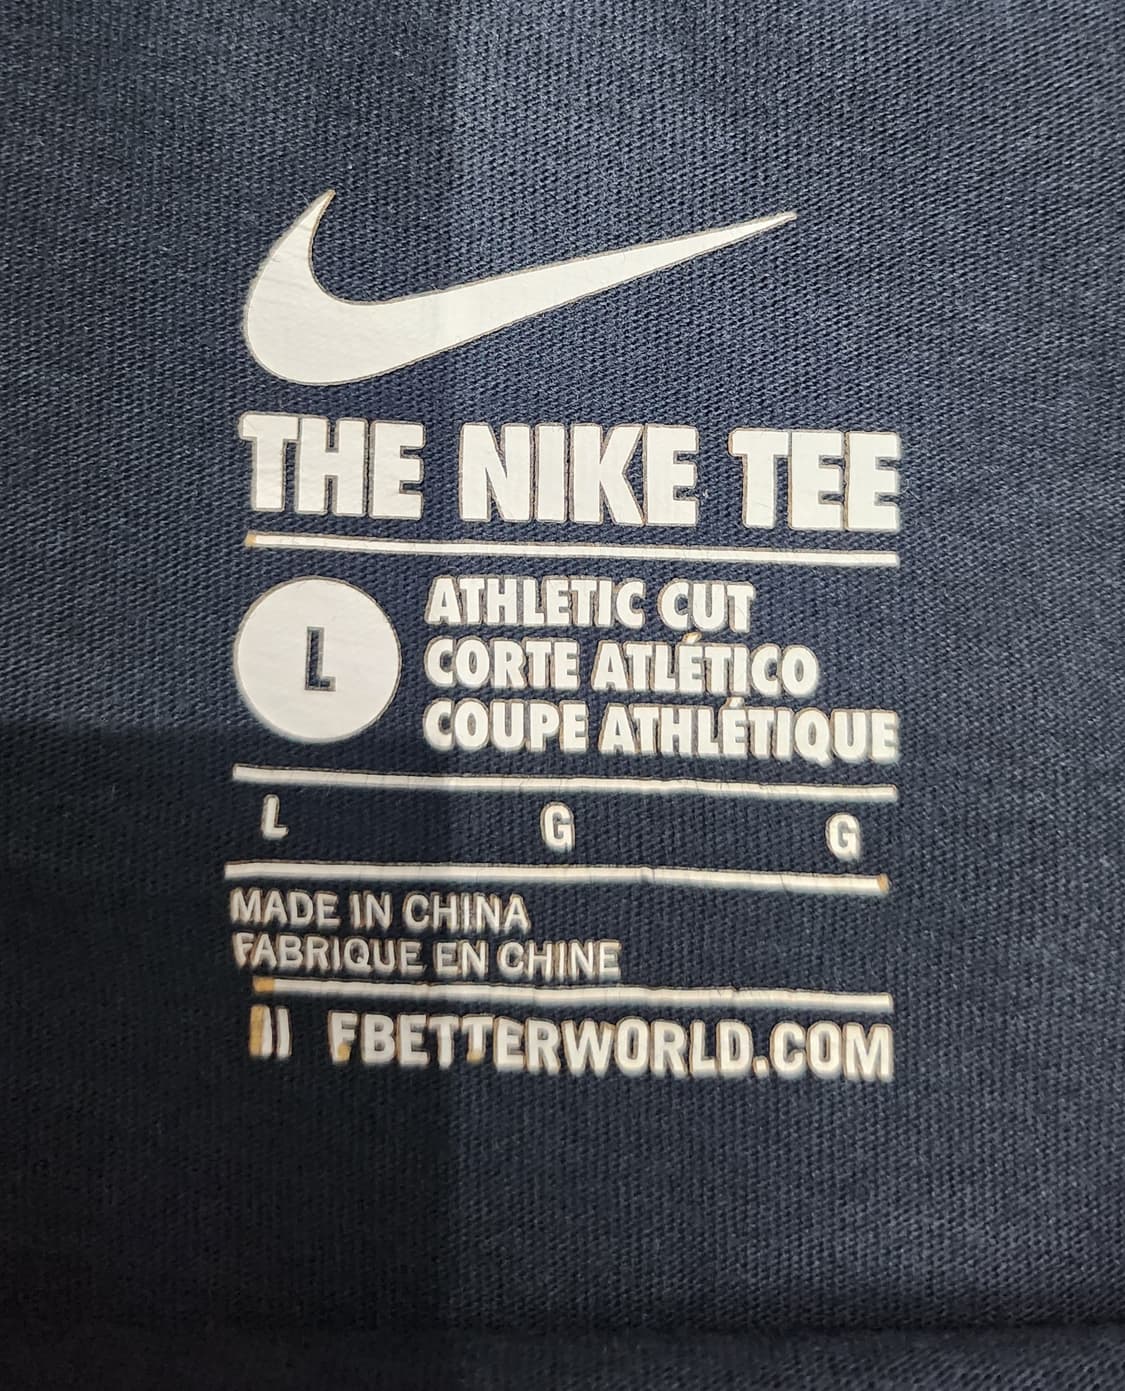 THE NIKE TEE
L
ATHLETIC CUT
CORTE ATLÉTICO
COUPE ATHLÉTIQUE
L G G
MADE IN CHINA
FABRIQUE EN CHINE
FBETTERWORLD.COM